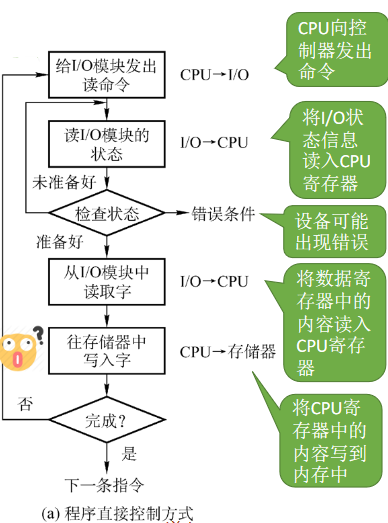 给I/O模块发出
读命令
CPU→I/O
CPU向控
制器发出
命令
读I/O模块的
状态
I/O→CPU
将I/O状
态信息
读入CPU
寄存器
未准备好
检查状态
错误条件
设备可能
出现错误
准备好
从I/O模块中
读取字
I/O→CPU
将数据寄
存器中的
内容读入
CPU寄存
器
往存储器中
写入字
CPU→存储器
将CPU寄
存器中的
内容写到
内存中
??
否
完成？
是
下一条指令
(a) 程序直接控制方式